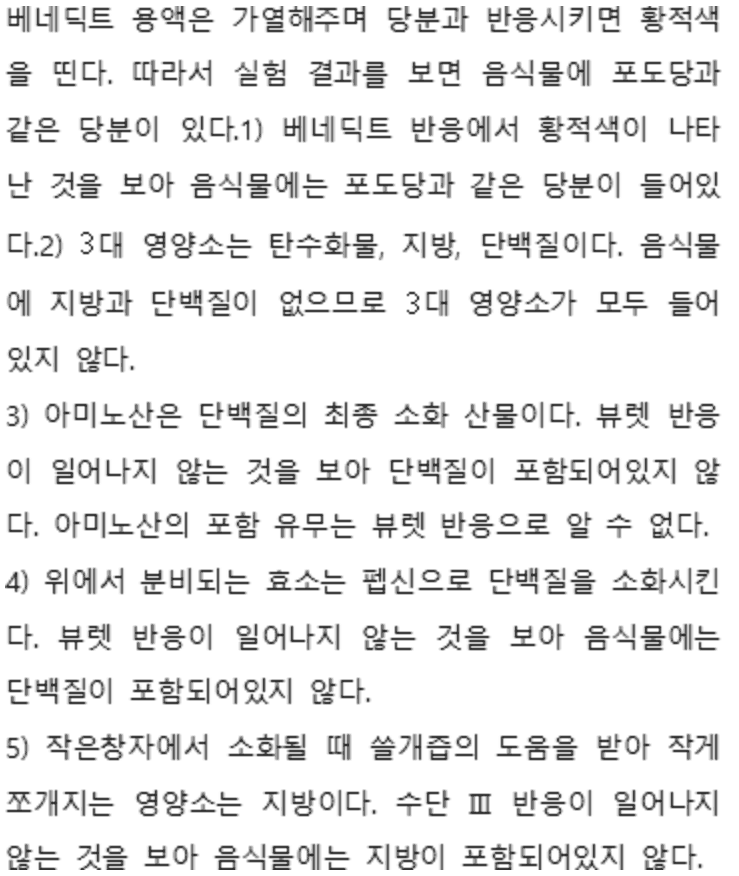 베네딕트 용액은 가열해주며 당분과 반응시키면 황적색
을 띤다. 따라서 실험 결과를 보면 음식물에 포도당과
같은 당분이 있다.1) 베네딕트 반응에서 황적색이 나타
난 것을 보아 음식물에는 포도당과 같은 당분이 들어있
다.2) 3대 영양소는 탄수화물, 지방, 단백질이다. 음식물
에 지방과 단백질이 없으므로 3대 영양소가 모두 들어
있지 않다.
3) 아미노산은 단백질의 최종 소화 산물이다. 뷰렛 반응
이 일어나지 않는 것을 보아 단백질이 포함되어있지 않
다. 아미노산의 포함 유무는 뷰렛 반응으로 알 수 없다.
4) 위에서 분비되는 효소는 펩신으로 단백질을 소화시킨
다. 뷰렛 반응이 일어나지 않는 것을 보아 음식물에는
단백질이 포함되어있지 않다.
5) 작은창자에서 소화될 때 쓸개즙의 도움을 받아 작게
쪼개지는 영양소는 지방이다. 수단 Ⅲ 반응이 일어나지
않는 것을 보아 음식물에는 지방이 포함되어있지 않다.